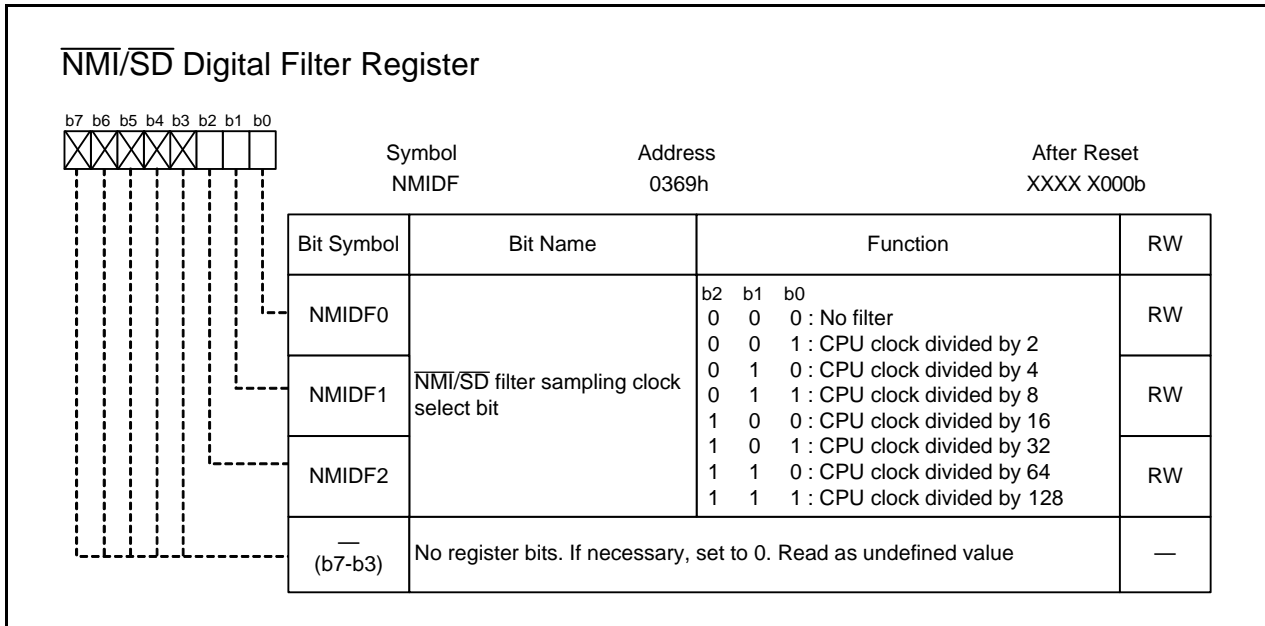 NMI/SD Digital Filter Register
b7 b6 b5 b4 b3 b2 b1 b0
Symbol Address After Reset
NMIDF 0369h XXXX X000b
Bit Symbol Bit Name Function RW
NMIDF0 RW
NMIDF1 NMI/SD filter sampling clock select bit RW
NMIDF2 RW
b2 b1 b0
0 0 0 : No filter
0 0 1 : CPU clock divided by 2
0 1 0 : CPU clock divided by 4
0 1 1 : CPU clock divided by 8
1 0 0 : CPU clock divided by 16
1 0 1 : CPU clock divided by 32
1 1 0 : CPU clock divided by 64
1 1 1 : CPU clock divided by 128
— (b7-b3) No register bits. If necessary, set to 0. Read as undefined value —